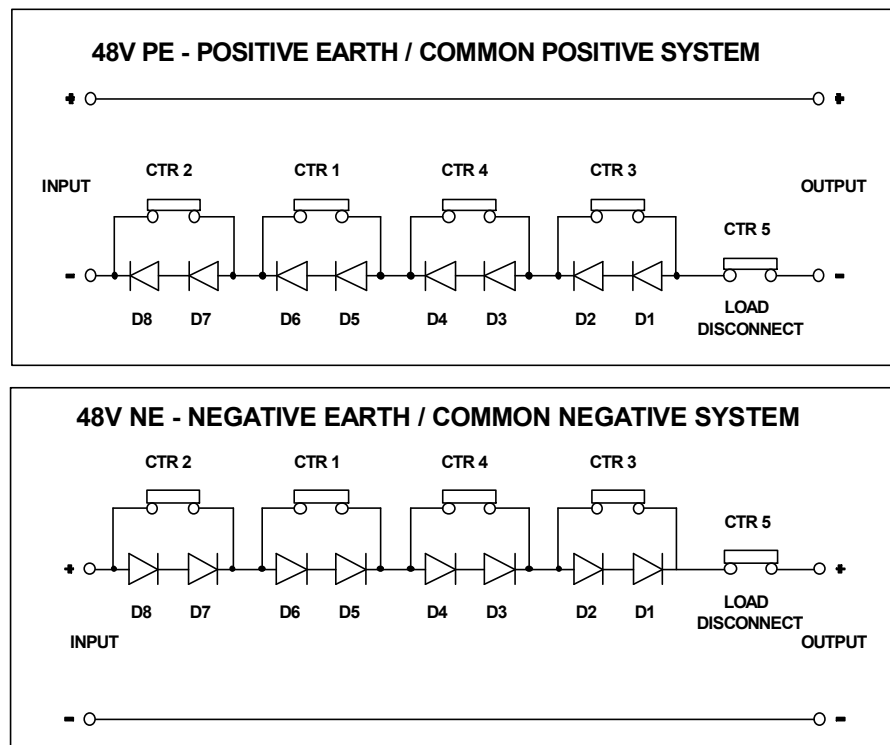 48V PE - POSITIVE EARTH / COMMON POSITIVE SYSTEM
+ +
CTR 2 CTR 1 CTR 4 CTR 3
INPUT OUTPUT
CTR 5
- -
D8 D7 D6 D5 D4 D3 D2 D1 LOAD
DISCONNECT
48V NE - NEGATIVE EARTH / COMMON NEGATIVE SYSTEM
CTR 2 CTR 1 CTR 4 CTR 3
CTR 5
+ +
D8 D7 D6 D5 D4 D3 D2 D1 LOAD
DISCONNECT
INPUT OUTPUT
- -